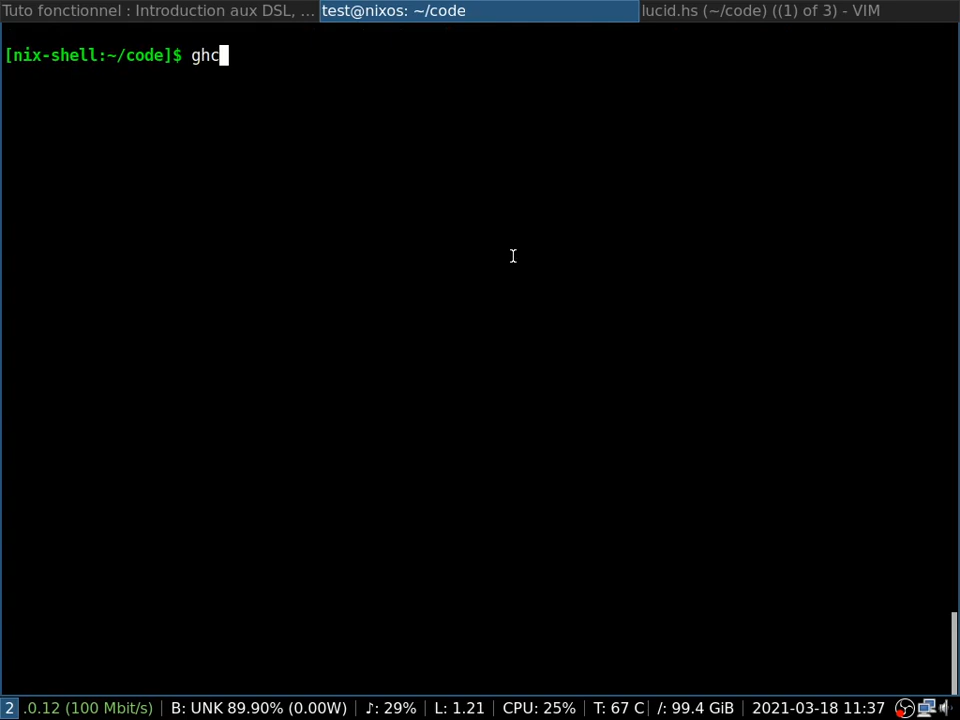 Tuto fonctionnel : Introduction aux DSL, ... test@nixos: ~/code lucid.hs (~/code) ((1) of 3) - VIM
[nix-shell:~/code]$ ghc
2 .0.12 (100 Mbit/s) | B: UNK 89.90% (0.00W) | ♪: 29% | L: 1.21 | CPU: 25% | T: 67 C | /: 99.4 GiB | 2021-03-18 11:37